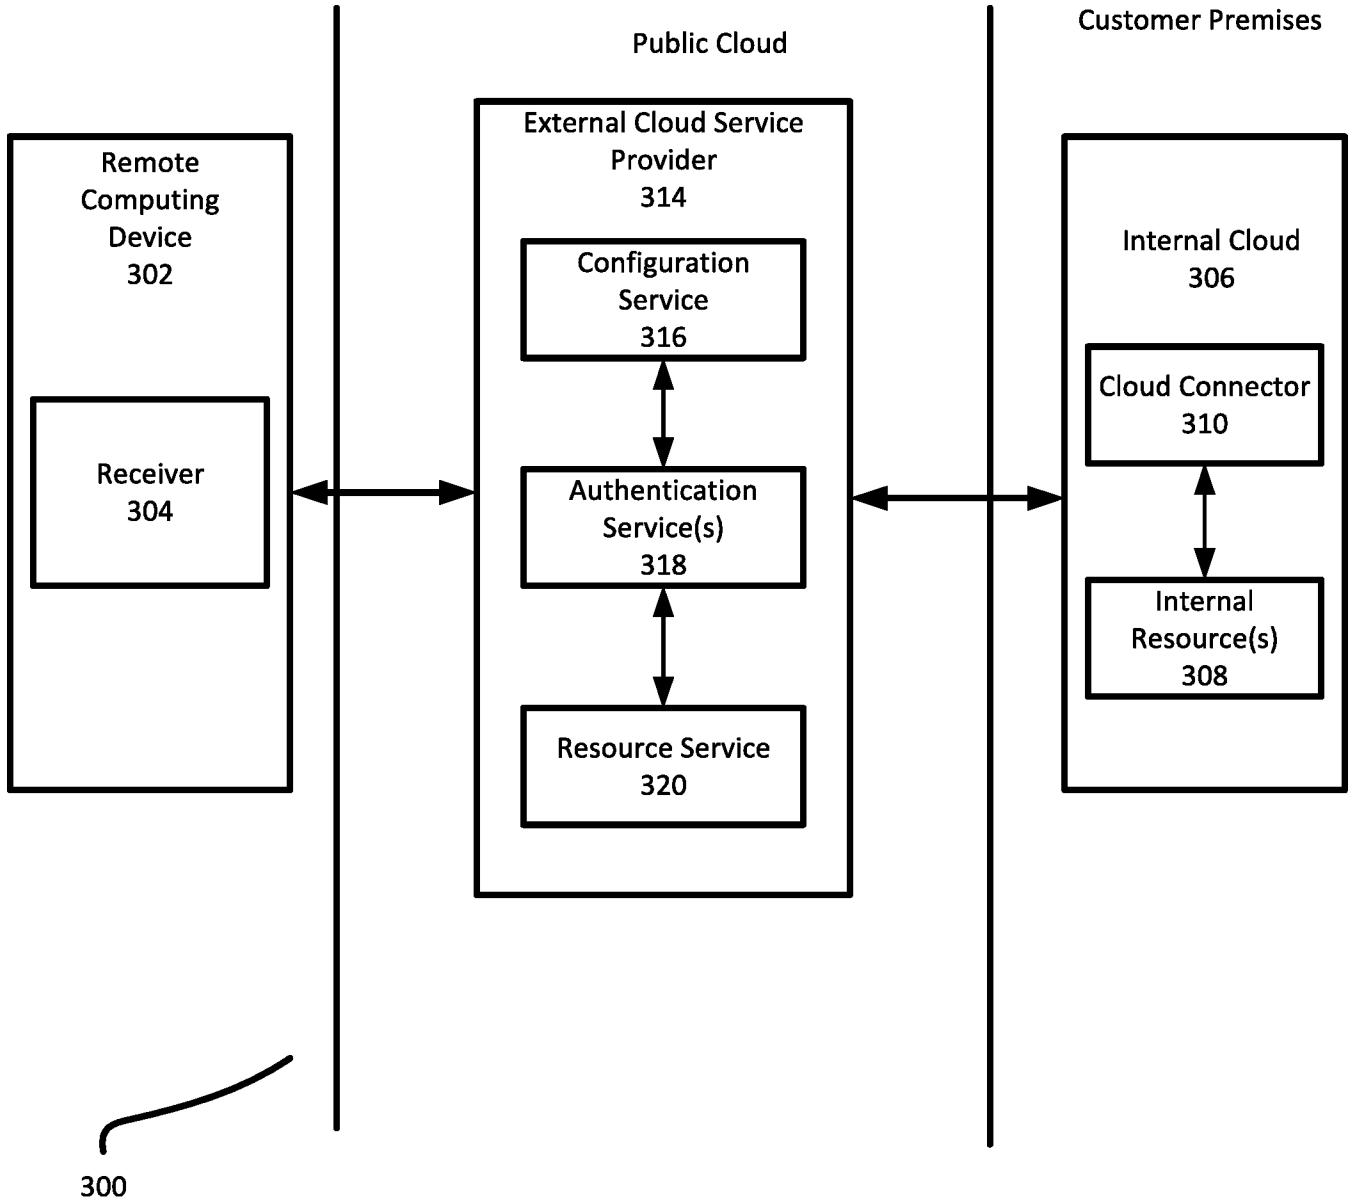 Public Cloud
Customer Premises
Remote
Computing
Device
302
Receiver
304
External Cloud Service
Provider
314
Configuration
Service
316
Authentication
Service(s)
318
Resource Service
320
Internal Cloud
306
Cloud Connector
310
Internal
Resource(s)
308
300